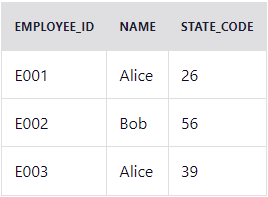 EMPLOYEE_ID NAME STATE_CODE
E001 Alice 26
E002 Bob 56
E003 Alice 39